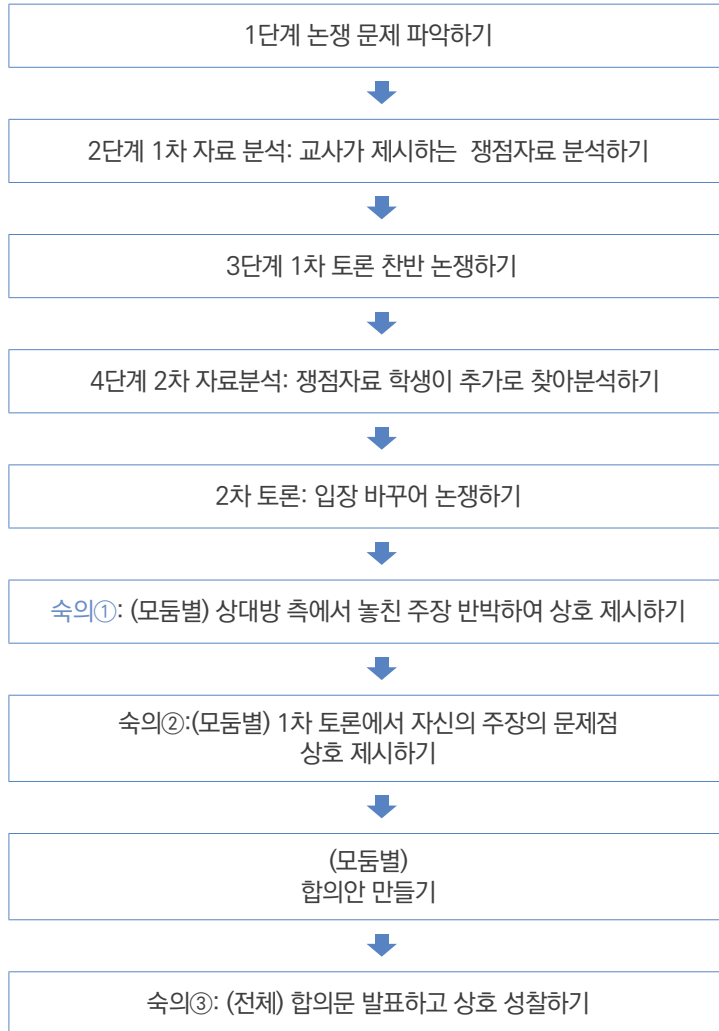 1단계 논쟁 문제 파악하기
2단계 1차 자료 분석: 교사가 제시하는  쟁점자료 분석하기
3단계 1차 토론 찬반 논쟁하기
4단계 2차 자료분석: 쟁점자료 학생이 추가로 찾아분석하기
2차 토론: 입장 바꾸어 논쟁하기
숙의①: (모둠별) 상대방 측에서 놓친 주장 반박하여 상호 제시하기
숙의②:(모둠별) 1차 토론에서 자신의 주장의 문제점
상호 제시하기
(모둠별)
합의안 만들기
숙의③: (전체) 합의문 발표하고 상호 성찰하기